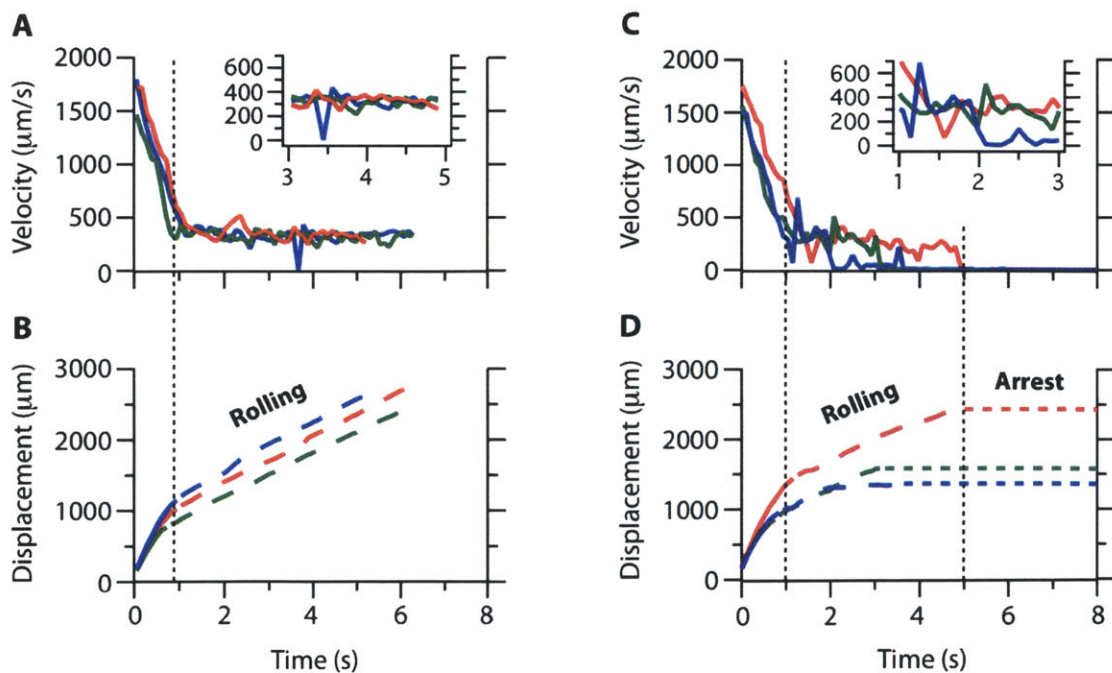 A
2000
1500
1000
500
0
Velocity (μm/s)
600
400
200
0
3 4 5
B
3000
2000
1000
0
Displacement (μm)
Rolling
0 2 4 6 8
Time (s)
C
2000
1500
1000
500
0
Velocity (μm/s)
600
400
200
0
1 2 3
D
3000
2000
1000
0
Displacement (μm)
Rolling
Arrest
0 2 4 6 8
Time (s)